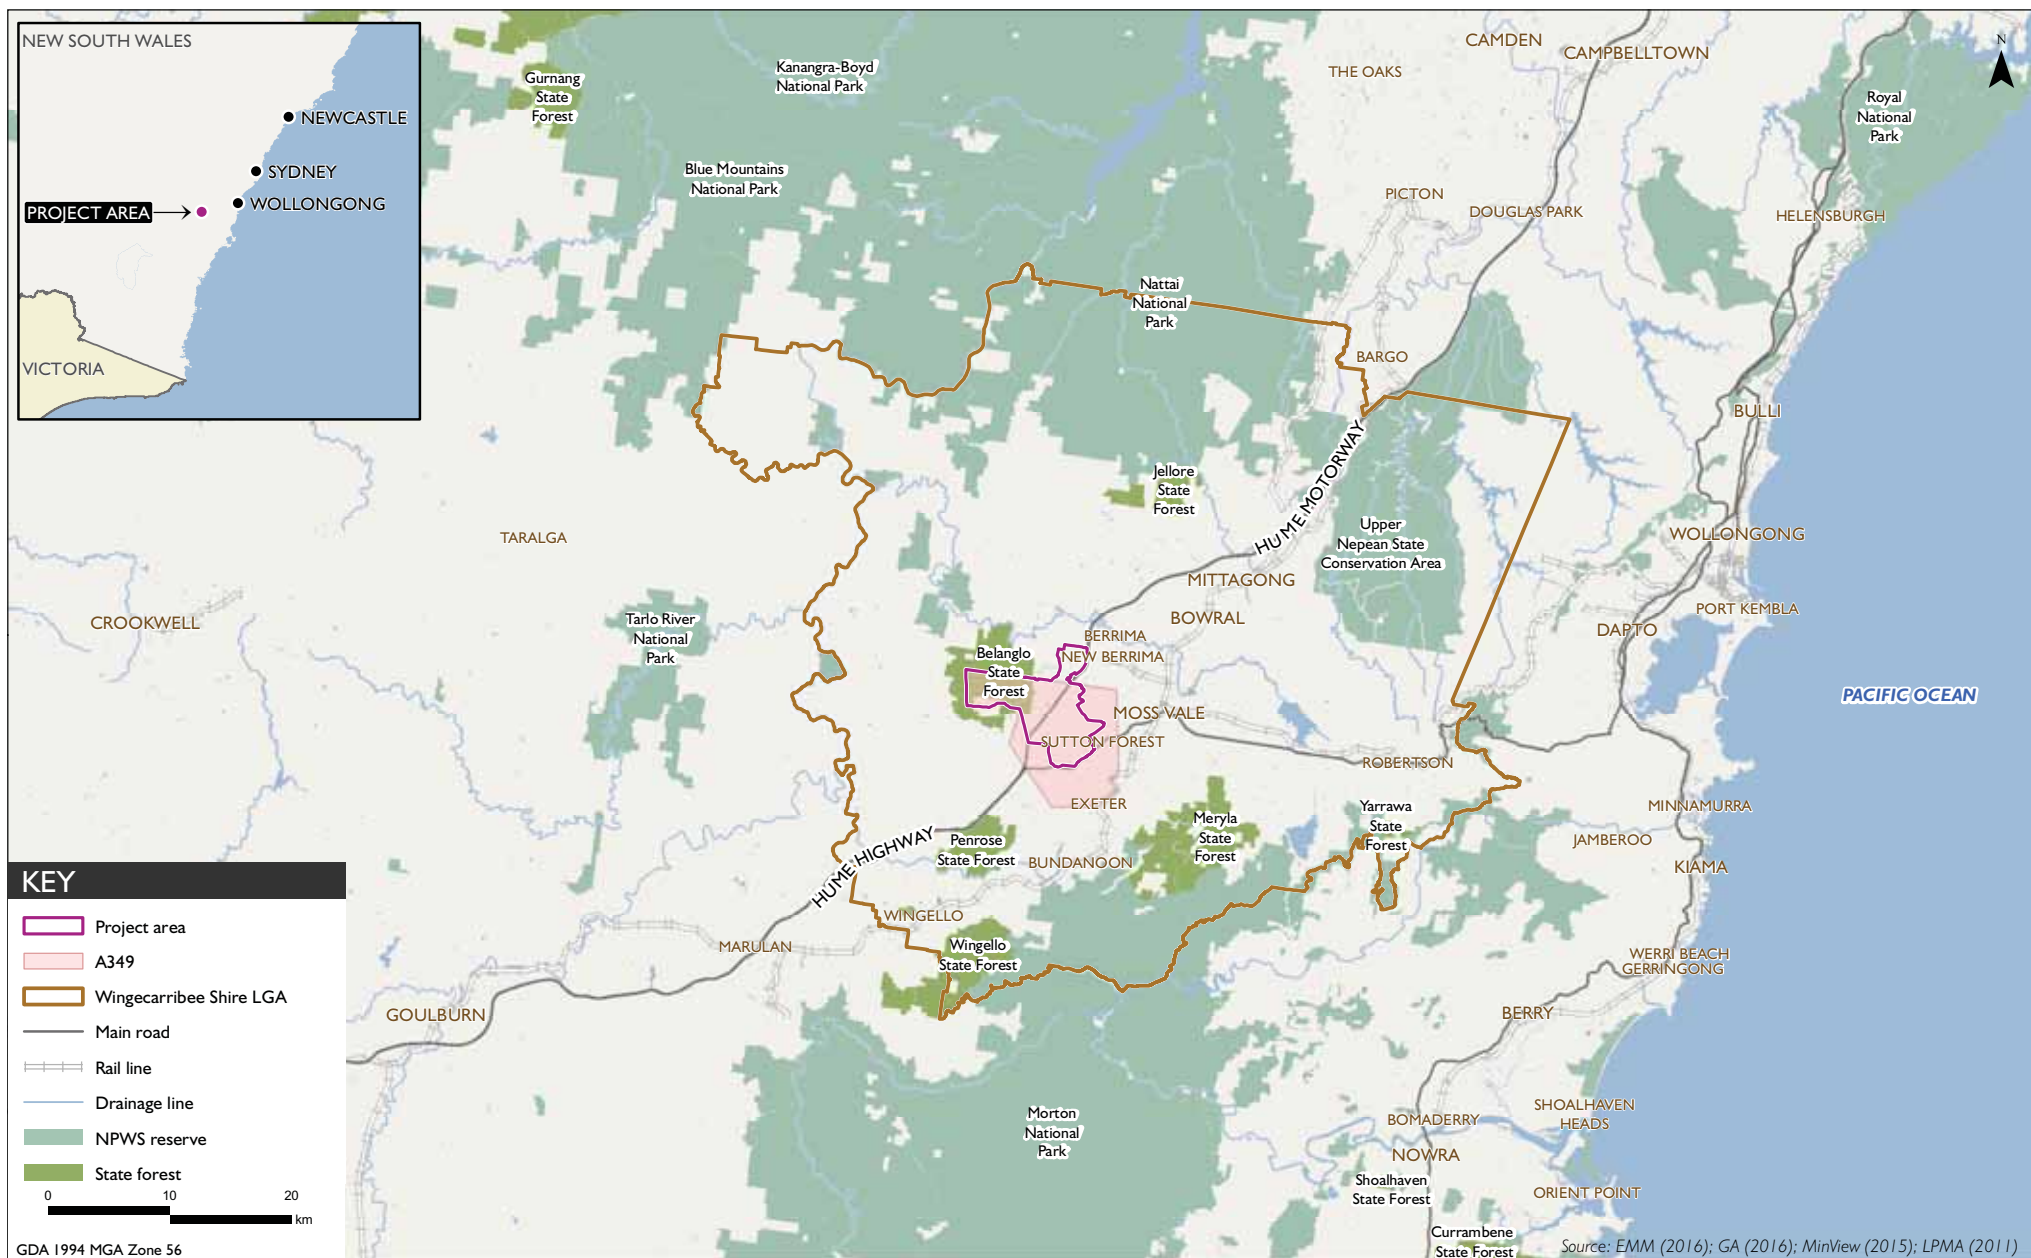 NEW SOUTH WALES
NEWCASTLE
SYDNEY
WOLLONGONG
PROJECT AREA
VICTORIA
Gurnang
State
Forest
Kanangra-Boyd
National Park
Blue Mountains
National Park
CAMDEN
CAMPBELLTOWN
THE OAKS
N
Royal
National
Park
PICTON
DOUGLAS PARK
HELENSBURGH
Nattai
National
Park
BARGO
BULLI
HUME MOTORWAY
Jellore
State
Forest
Upper
Nepean State
Conservation Area
WOLLONGONG
TARALGA
MITTAGONG
BOWRAL
PORT KEMBLA
DAPTO
CROOKWELL
Tarlo River
National
Park
BERRIMA
NEW BERRIMA
Belanglo
State
Forest
PACIFIC OCEAN
MOSS VALE
SUTTON FOREST
ROBERTSON
EXETER
MINNAMURRA
Yarrawa
State
Forest
Meryla
State
Forest
JAMBEROO
KIAMA
HUME HIGHWAY
Penrose
State Forest
BUNDANOON
WINGELLO
MARULAN
Wingello
State Forest
WERRI BEACH
GERRINGONG
GOULBURN
BERRY
Morton
National
Park
SHOALHAVEN
HEADS
BOMADERRY
NOWRA
Shoalhaven
State Forest
ORIENT POINT
Currambene
State Forest
KEY
Project area
A349
Wingecarribee Shire LGA
Main road
Rail line
Drainage line
NPWS reserve
State forest
0 10 20
km
GDA 1994 MGA Zone 56
Source: EMM (2016); GA (2016); MinView (2015); LPMA (2011)